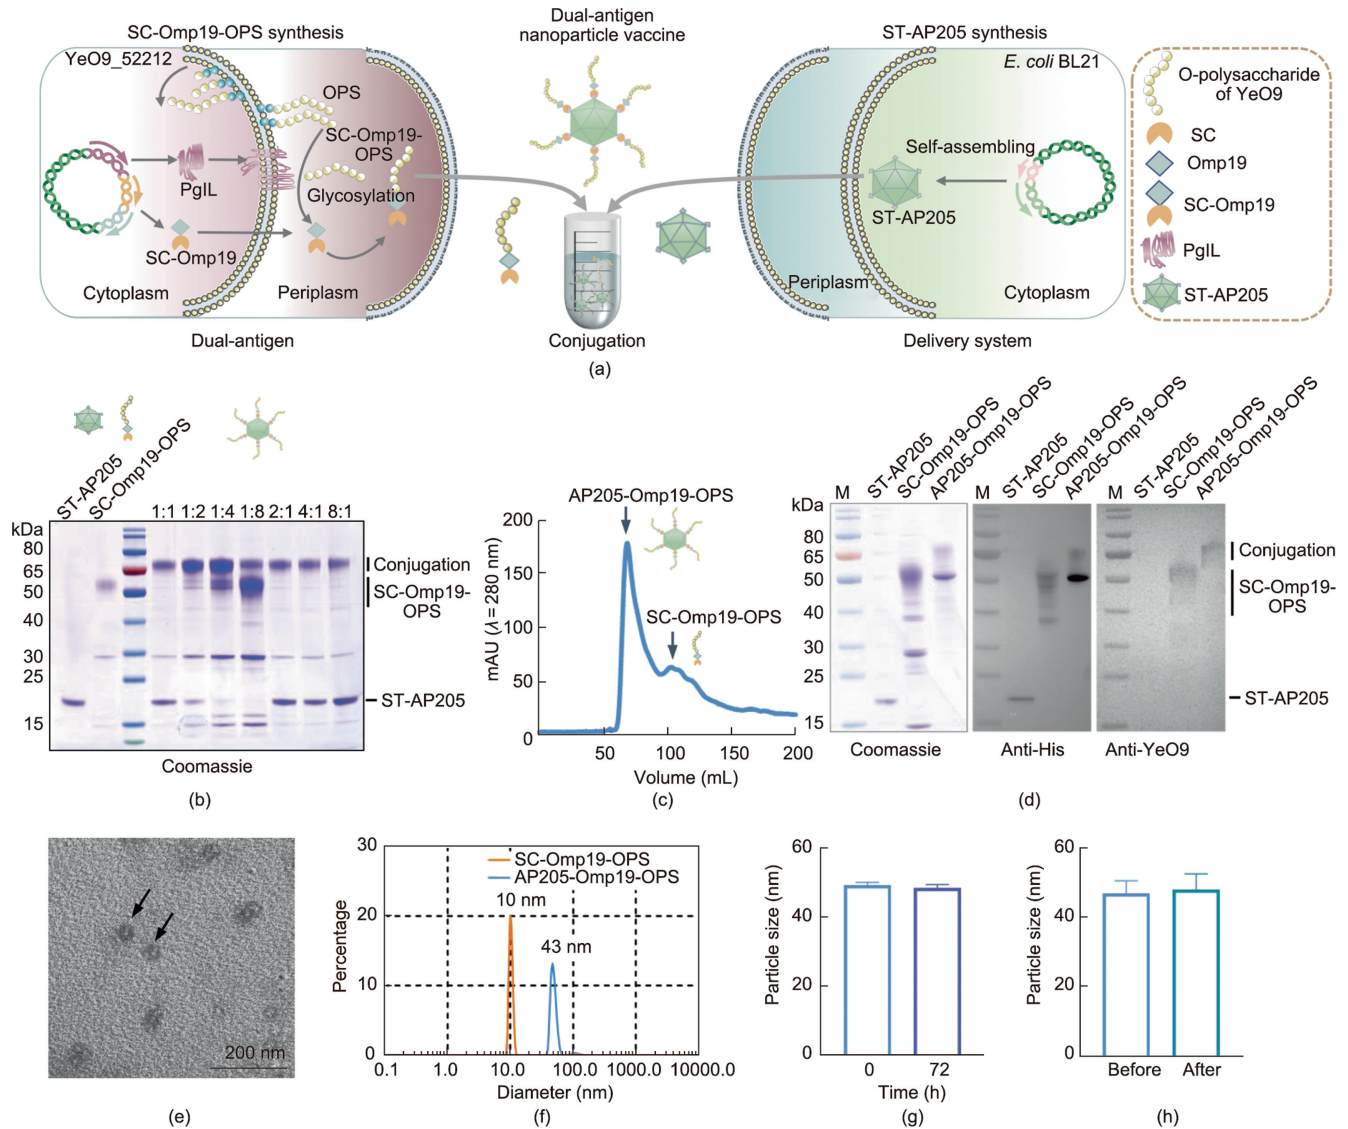 SC-Omp19-OPS synthesis
YeO9_52212
OPS
SC-Omp19-
OPS
PgIL
Glycosylation
SC-Omp19
Cytoplasm
Periplasm
Dual-antigen
Dual-antigen
nanoparticle vaccine
Conjugation
ST-AP205 synthesis
E. coli BL21
Self-assembling
ST-AP205
Periplasm
Cytoplasm
Delivery system
O-polysaccharide
of YeO9
SC
Omp19
SC-Omp19
PgIL
ST-AP205
(a)
ST-AP205
SC-Omp19-OPS
1:1 1:2 1:4 1:8 2:1 4:1 8:1
kDa
80
65
50
40
30
25
15
Conjugation
SC-Omp19-
OPS
ST-AP205
Coomassie
(b)
AP205-Omp19-OPS
SC-Omp19-OPS
mAU (λ = 280 nm)
200
150
100
50
0
50 100 150 200
Volume (mL)
(c)
M ST-AP205 SC-Omp19-OPS AP205-Omp19-OPS
M ST-AP205 SC-Omp19-OPS AP205-Omp19-OPS
M ST-AP205 SC-Omp19-OPS AP205-Omp19-OPS
kDa
80
65
50
40
30
25
15
Conjugation
SC-Omp19-
OPS
ST-AP205
Coomassie
Anti-His
Anti-YeO9
(d)
200 nm
(e)
SC-Omp19-OPS
AP205-Omp19-OPS
10 nm
43 nm
Percentage
30
20
10
0
0.1 1.0 10.0 100.0 1000.0 10000.0
Diameter (nm)
(f)
Particle size (nm)
60
40
20
0
0 72
Time (h)
(g)
Particle size (nm)
60
40
20
0
Before After
(h)